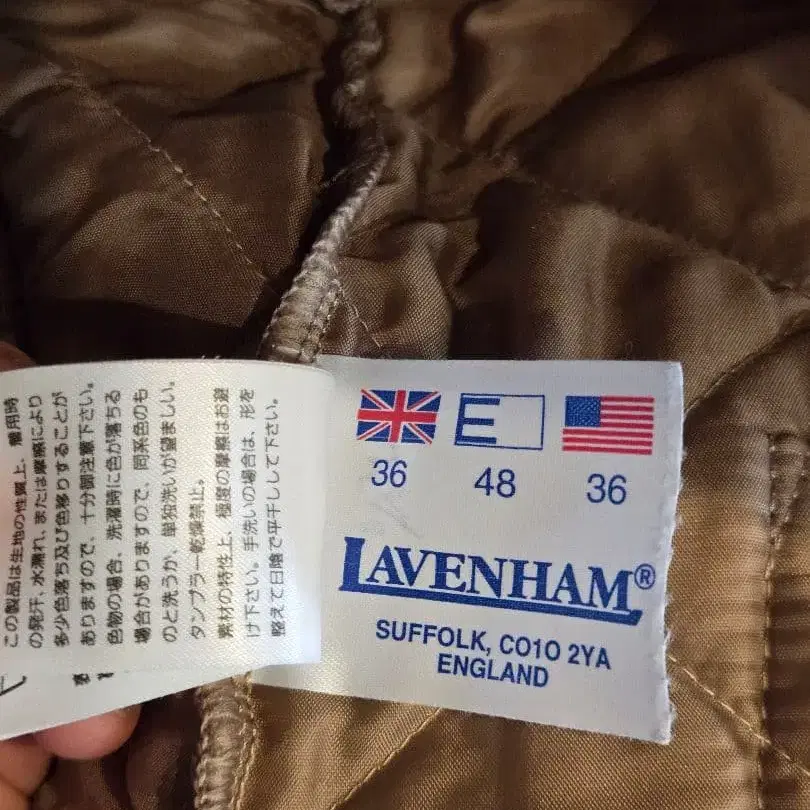 この製品は生地の性質上、着用時
の発汗、水濡れ、または摩擦により
多少色落ち及び色移りすることが
ありますので、十分間注意下さい。
色物の場合、洗濯時に色が落ちる
場合がありますので、同系色のも
のと洗うか、単独洗いが望ましい。
タンブラー乾燥禁止。
素材の特性上、極度の摩擦はお避
け下さい。手洗いの場合は、形を
整えて日陰で平干しして下さい。
E
36 48 36
LAVENHAM®
SUFFOLK, CO10 2YA
ENGLAND